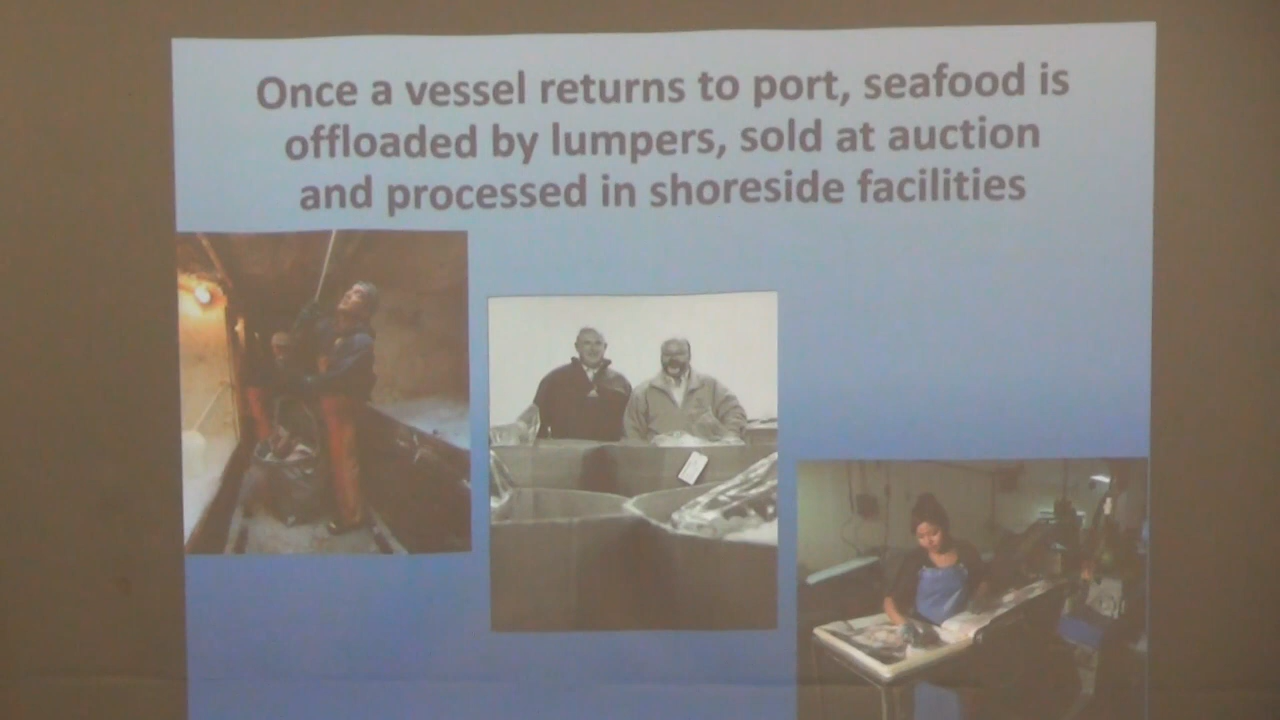 Once a vessel returns to port, seafood is
offloaded by lumpers, sold at auction
and processed in shoreside facilities